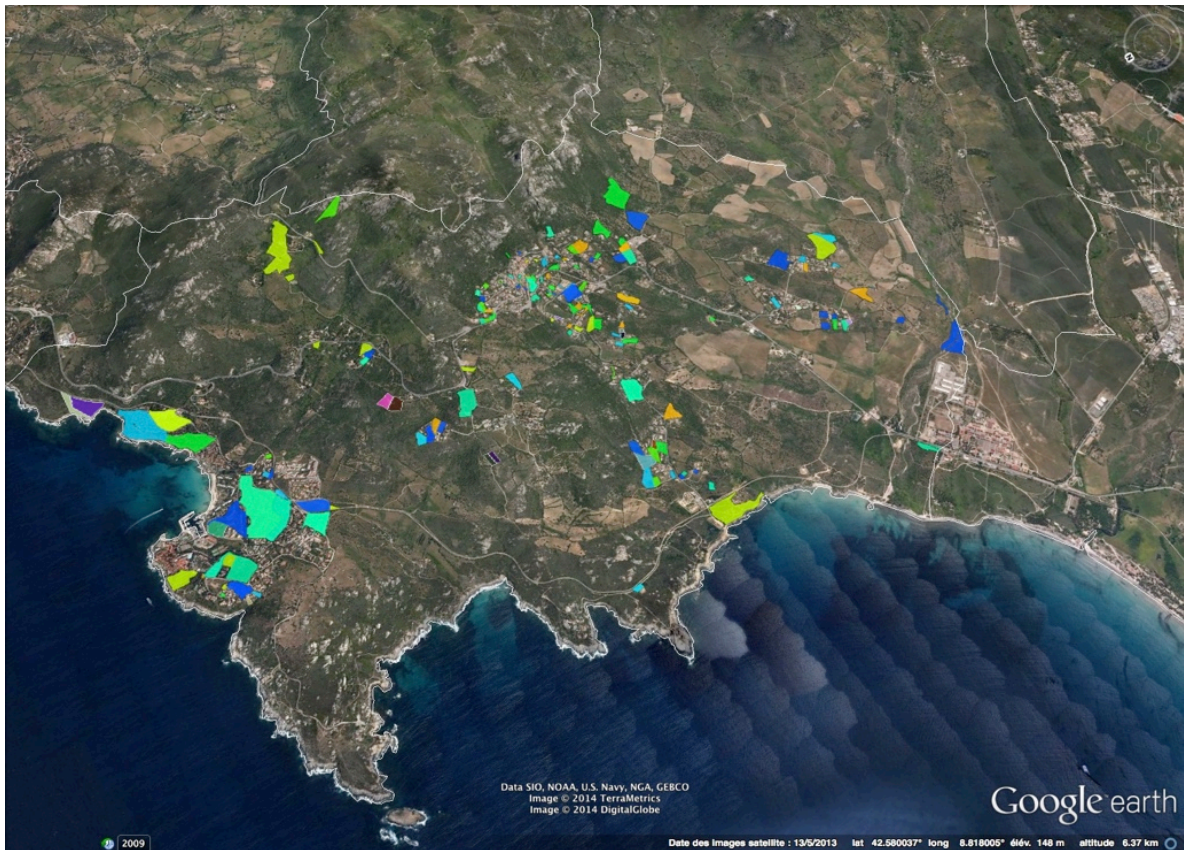 Data SIO, NOAA, U.S. Navy, NGA, GEBCO
Image © 2014 TerraMetrics
Image © 2014 DigitalGlobe
Google earth
2009
Date des images satellite : 13/5/2013 lat 42.580037° long 8.818005° élév. 148 m altitude 6.37 km